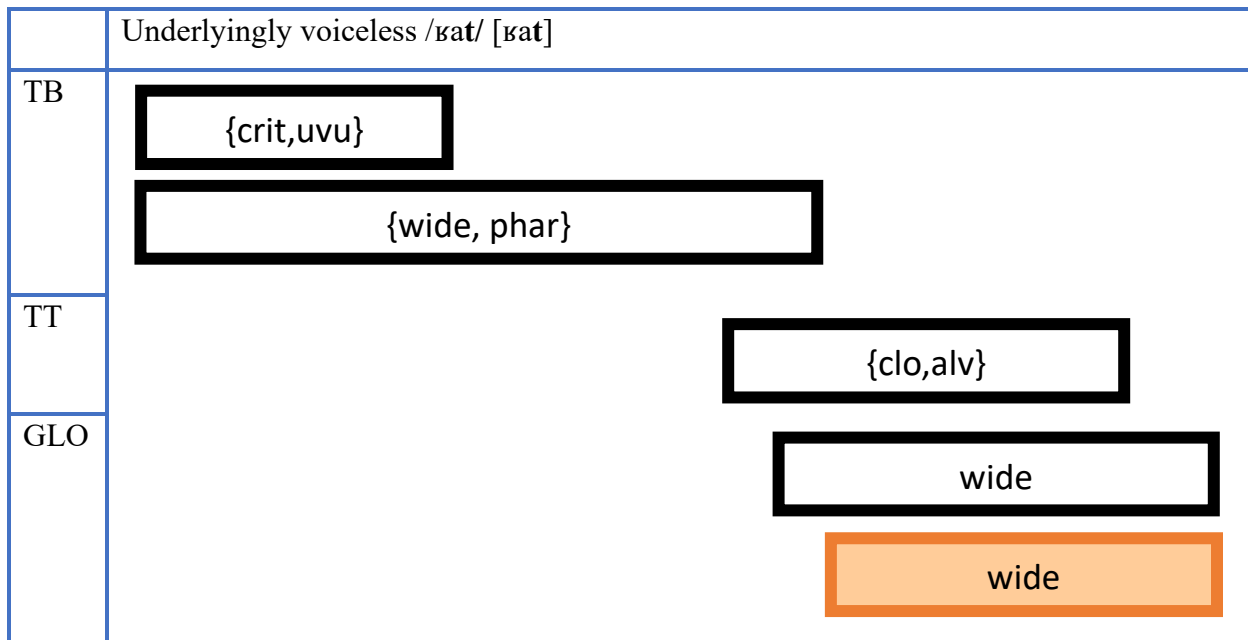 Underlyingly voiceless /ʁat/ [ʁat]
TB
{crit,uvu}
{wide, phar}
TT
{clo,alv}
GLO
wide
wide